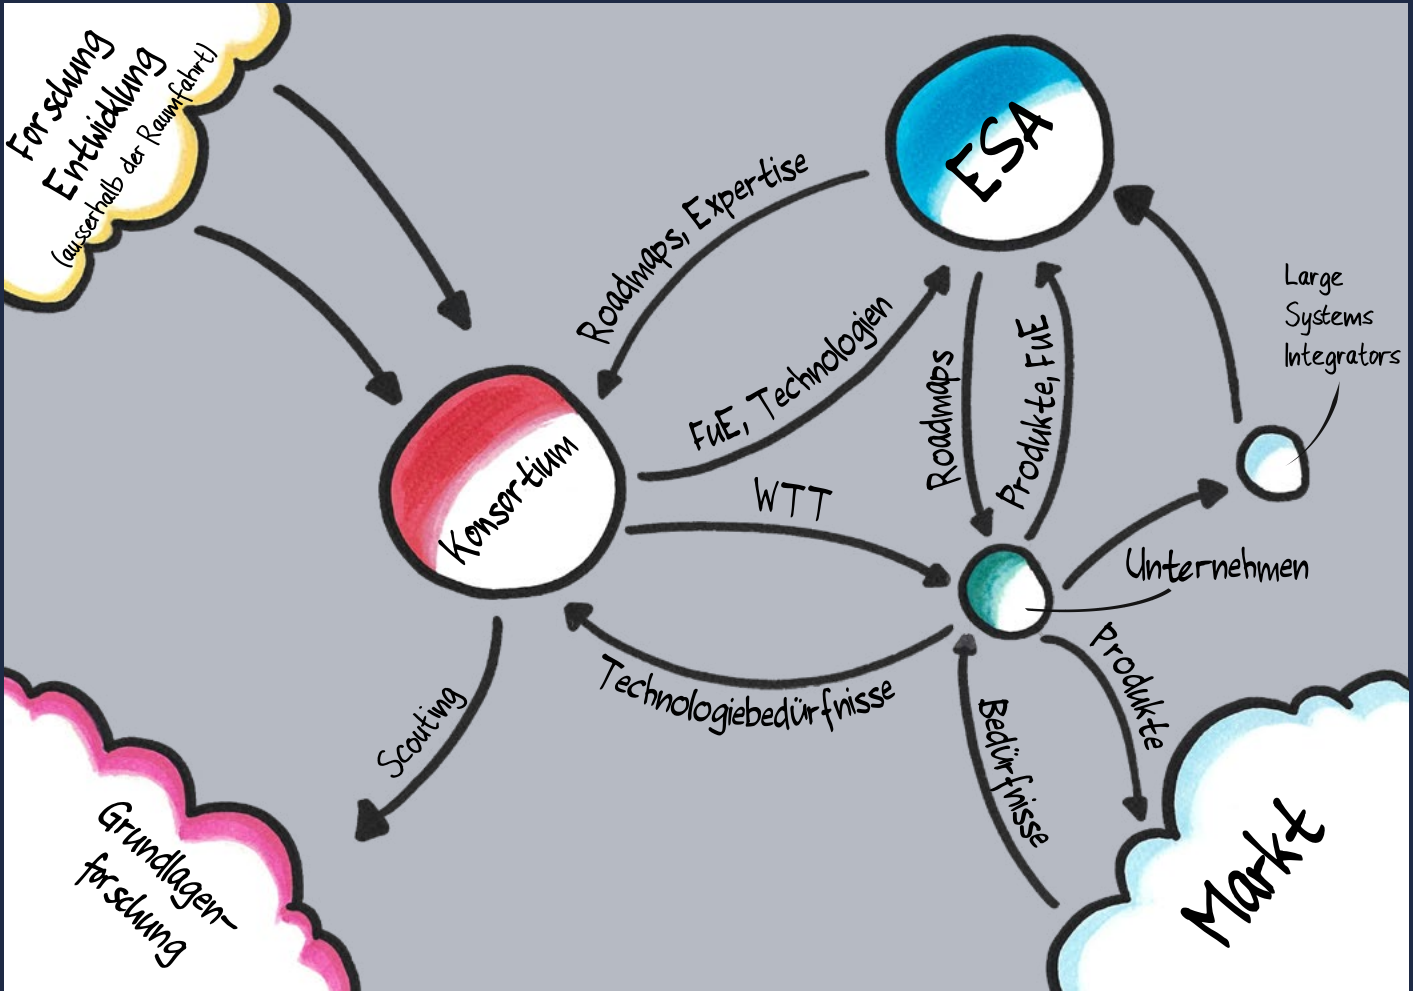 Forschung
Entwicklung
(ausserhalb der Raumfahrt)
ESA
Roadmaps, Expertise
FuE, Technologien
Roadmaps
Produkte, FuE
Large
Systems
Integrators
Konsortium
WTT
Unternehmen
Technologiebedürfnisse
Produkte
Bedürfnisse
Scouting
Grundlagen-
forschung
Markt